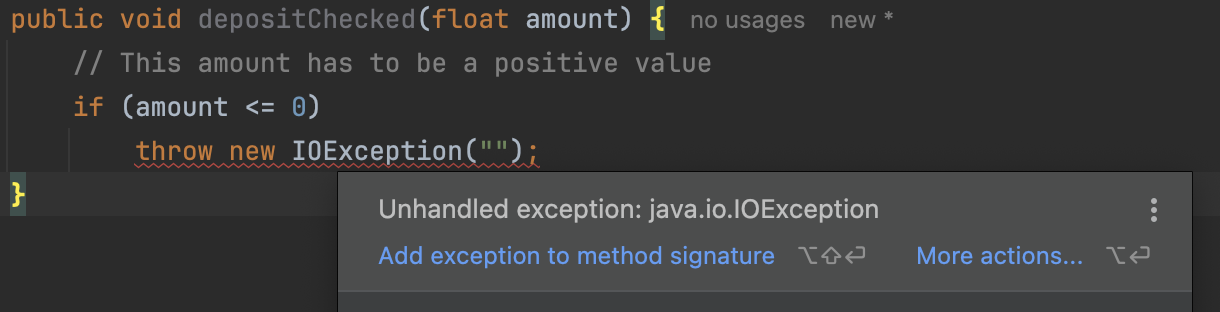 public void depositChecked(float amount) { no usages new *
// This amount has to be a positive value
if (amount <= 0)
throw new IOException("");
}
Unhandled exception: java.io.IOException
Add exception to method signature ⌥⇧⏎ More actions... ⌥⏎